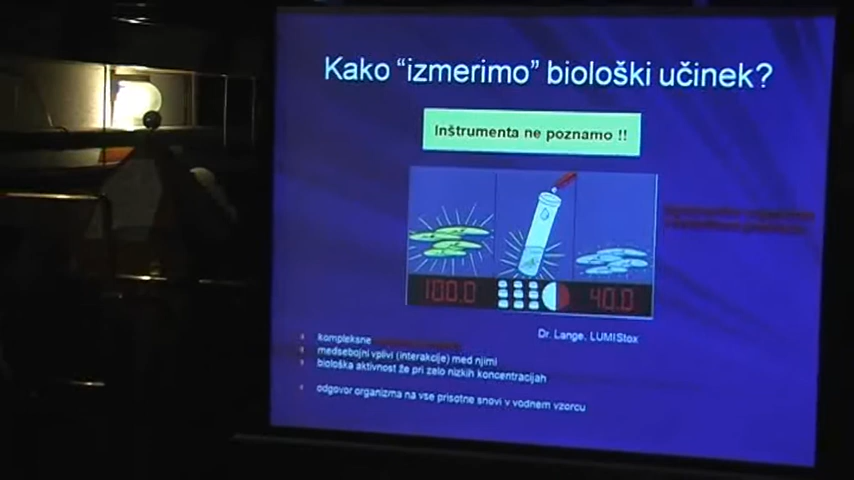 Kako “izmerimo” biološki učinek?
Inštrumenta ne poznamo !!
100.0
40.0
Dr. Lange, LUMIStox
kompleksne
medsebojni vplivi (interakcije) med njimi
biološka aktivnost že pri zelo nizkih koncentracijah
odgovor organizma na vse prisotne snovi v vodnem vzorcu